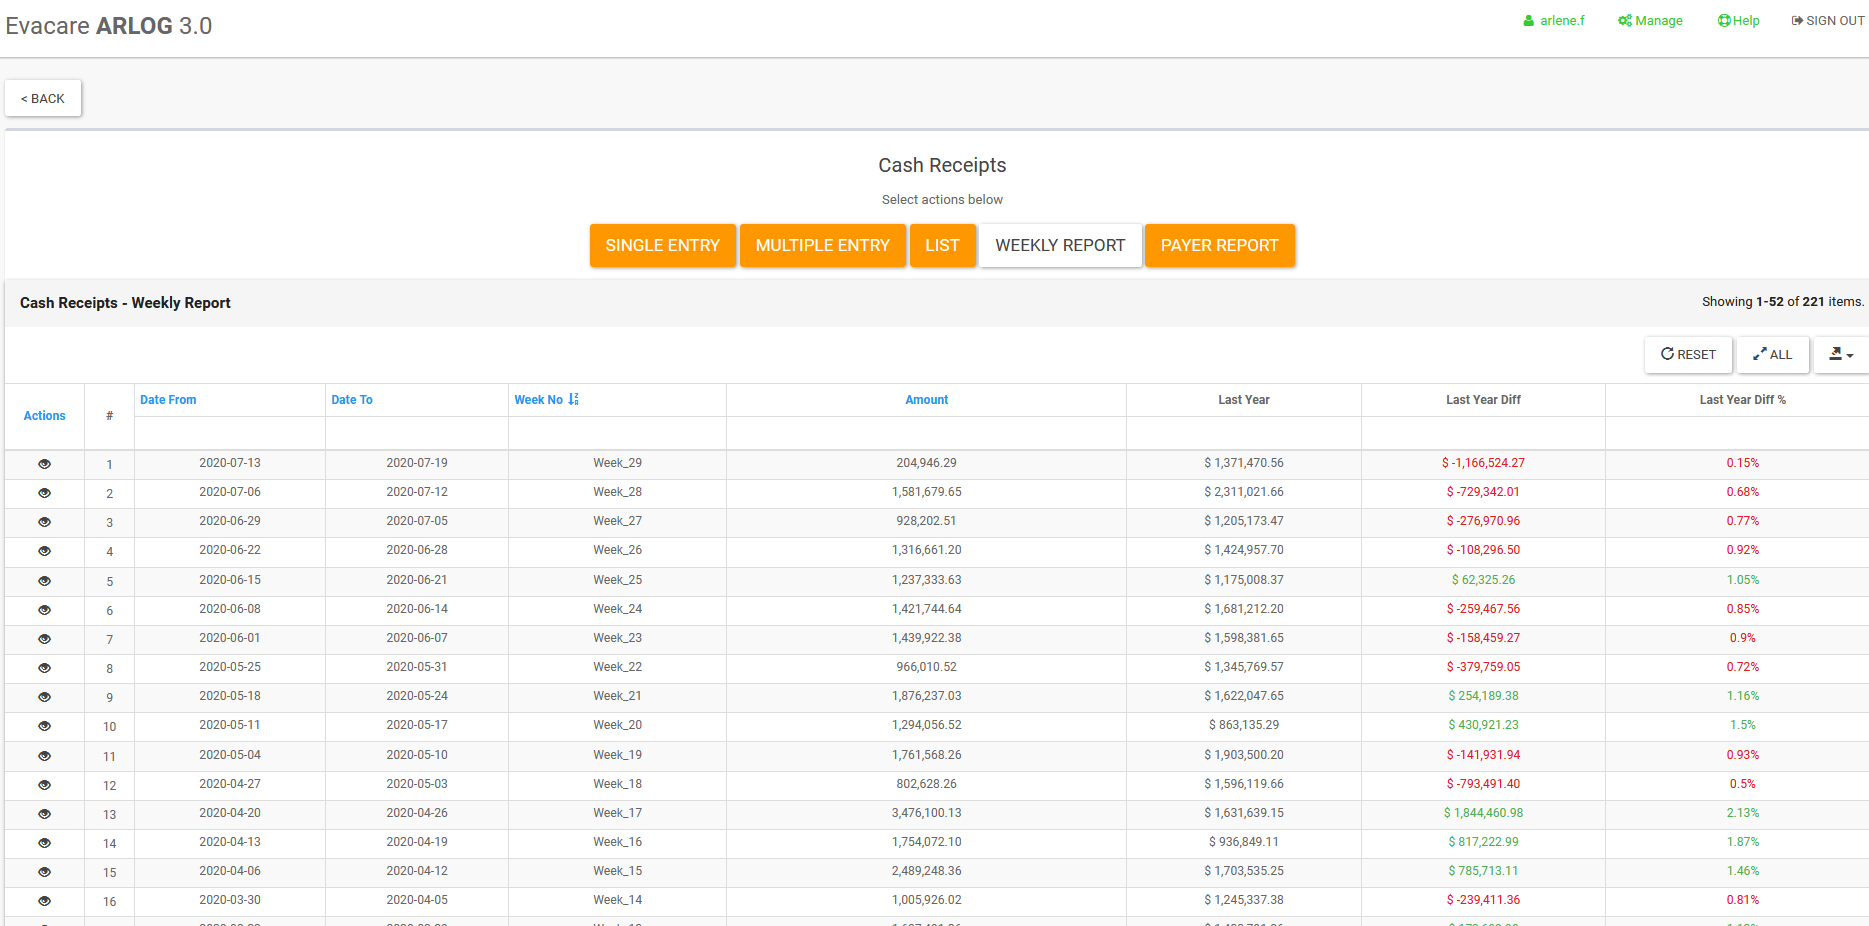 Evacare ARLOG 3.0
arlene.f Manage Help SIGN OUT
< BACK
Cash Receipts
Select actions below
SINGLE ENTRY MULTIPLE ENTRY LIST WEEKLY REPORT PAYER REPORT
Cash Receipts - Weekly Report Showing 1-52 of 221 items.
RESET ALL
Actions # Date From Date To Week No Amount Last Year Last Year Diff Last Year Diff %
1 2020-07-13 2020-07-19 Week_29 204,946.29 $ 1,371,470.56 $ -1,166,524.27 0.15%
2 2020-07-06 2020-07-12 Week_28 1,581,679.65 $ 2,311,021.66 $ -729,342.01 0.68%
3 2020-06-29 2020-07-05 Week_27 928,202.51 $ 1,205,173.47 $ -276,970.96 0.77%
4 2020-06-22 2020-06-28 Week_26 1,316,661.20 $ 1,424,957.70 $ -108,296.50 0.92%
5 2020-06-15 2020-06-21 Week_25 1,237,333.63 $ 1,175,008.37 $ 62,325.26 1.05%
6 2020-06-08 2020-06-14 Week_24 1,421,744.64 $ 1,681,212.20 $ -259,467.56 0.85%
7 2020-06-01 2020-06-07 Week_23 1,439,922.38 $ 1,598,381.65 $ -158,459.27 0.9%
8 2020-05-25 2020-05-31 Week_22 966,010.52 $ 1,345,769.57 $ -379,759.05 0.72%
9 2020-05-18 2020-05-24 Week_21 1,876,237.03 $ 1,622,047.65 $ 254,189.38 1.16%
10 2020-05-11 2020-05-17 Week_20 1,294,056.52 $ 863,135.29 $ 430,921.23 1.5%
11 2020-05-04 2020-05-10 Week_19 1,761,568.26 $ 1,903,500.20 $ -141,931.94 0.93%
12 2020-04-27 2020-05-03 Week_18 802,628.26 $ 1,596,119.66 $ -793,491.40 0.5%
13 2020-04-20 2020-04-26 Week_17 3,476,100.13 $ 1,631,639.15 $ 1,844,460.98 2.13%
14 2020-04-13 2020-04-19 Week_16 1,754,072.10 $ 936,849.11 $ 817,222.99 1.87%
15 2020-04-06 2020-04-12 Week_15 2,489,248.36 $ 1,703,535.25 $ 785,713.11 1.46%
16 2020-03-30 2020-04-05 Week_14 1,005,926.02 $ 1,245,337.38 $ -239,411.36 0.81%